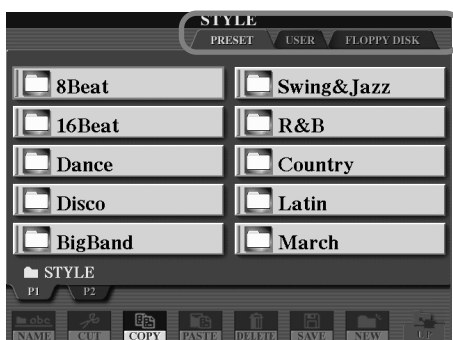 STYLE
PRESET USER FLOPPY DISK
8Beat Swing&Jazz
16Beat R&B
Dance Country
Disco Latin
BigBand March
STYLE
P1 P2
abc
NAME CUT COPY PASTE DELETE SAVE NEW UP